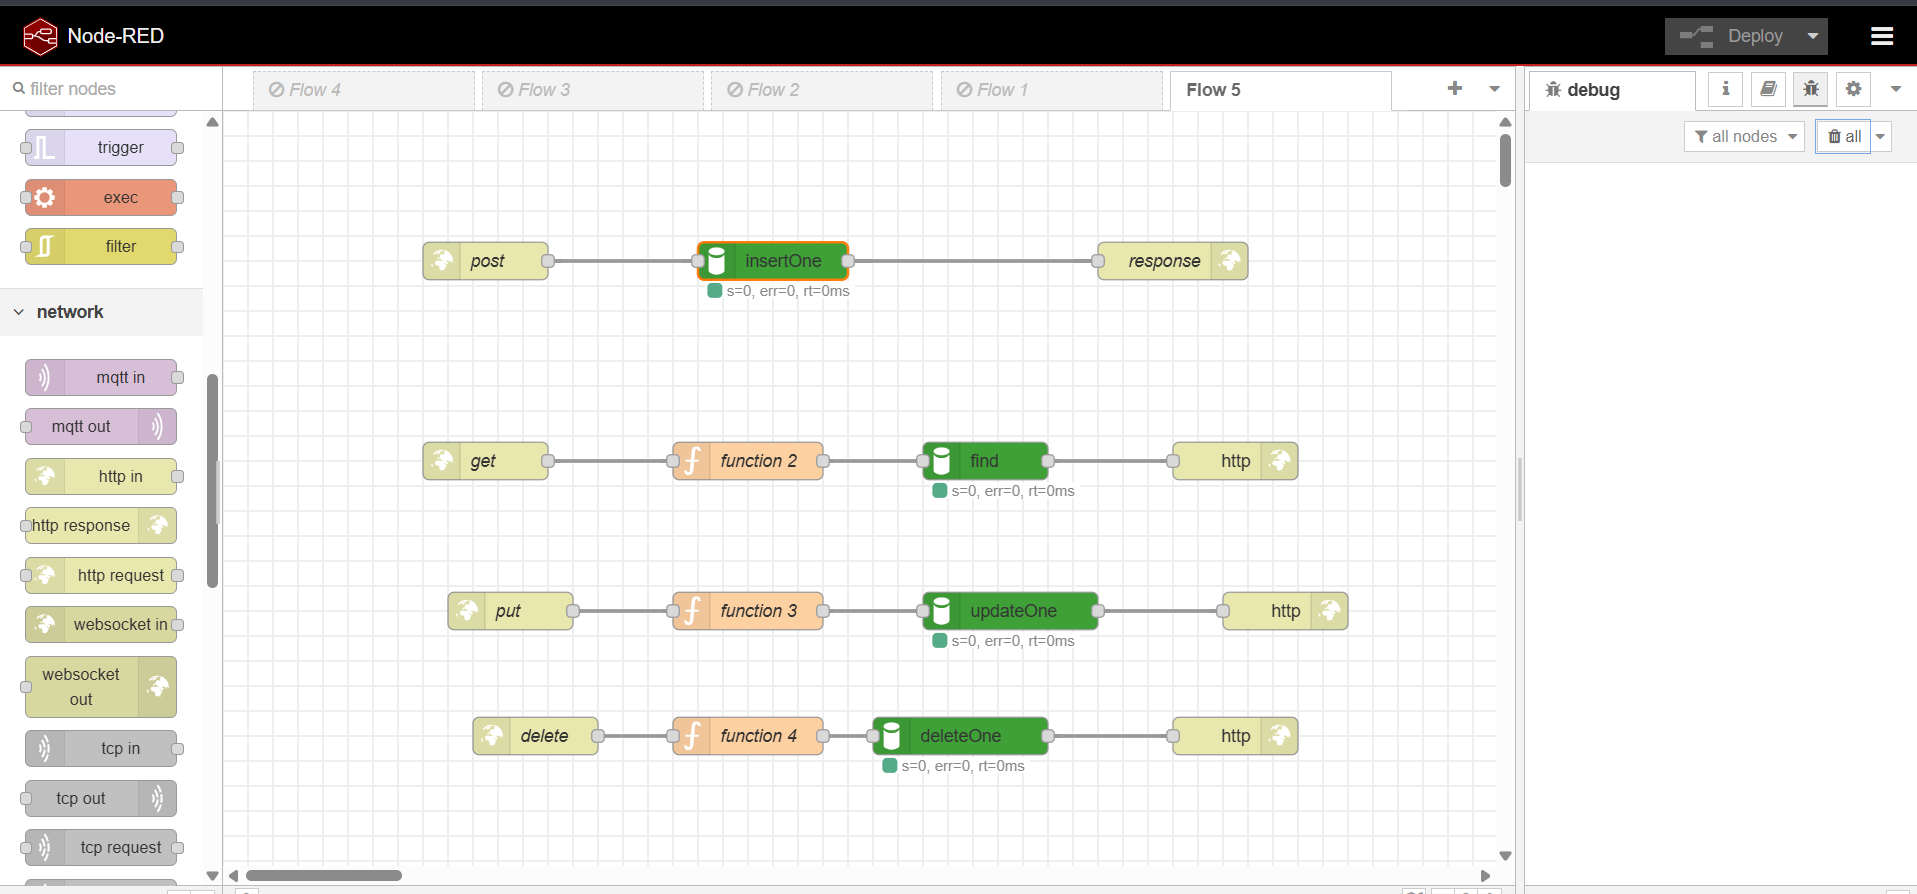 Node-RED
Deploy
filter nodes
Flow 4
Flow 3
Flow 2
Flow 1
Flow 5
debug
all nodes
all
trigger
exec
filter
network
mqtt in
mqtt out
http in
http response
http request
websocket in
websocket
out
tcp in
tcp out
tcp request
post
insertOne
s=0, err=0, rt=0ms
response
get
function 2
find
s=0, err=0, rt=0ms
http
put
function 3
updateOne
s=0, err=0, rt=0ms
http
delete
function 4
deleteOne
s=0, err=0, rt=0ms
http